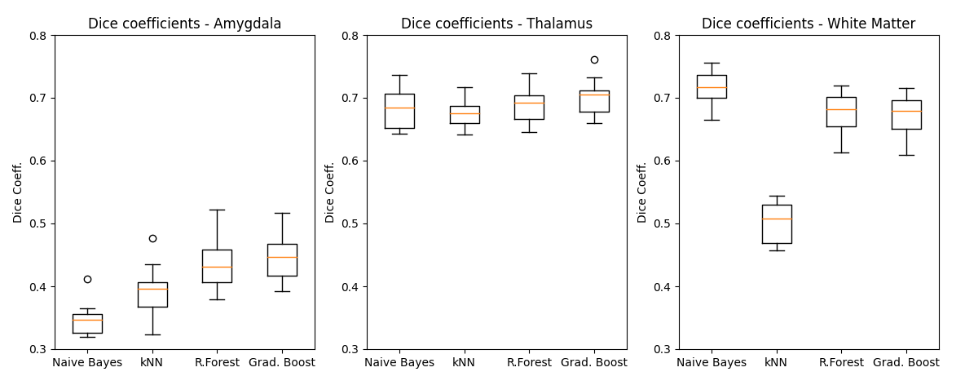 Dice coefficients - Amygdala
0.8
0.7
0.6
0.5
0.4
0.3
Dice Coeff.
Naive Bayes kNN R.Forest Grad. Boost
Dice coefficients - Thalamus
0.8
0.7
0.6
0.5
0.4
0.3
Dice Coeff.
Naive Bayes kNN R.Forest Grad. Boost
Dice coefficients - White Matter
0.8
0.7
0.6
0.5
0.4
0.3
Dice Coeff.
Naive Bayes kNN R.Forest Grad. Boost